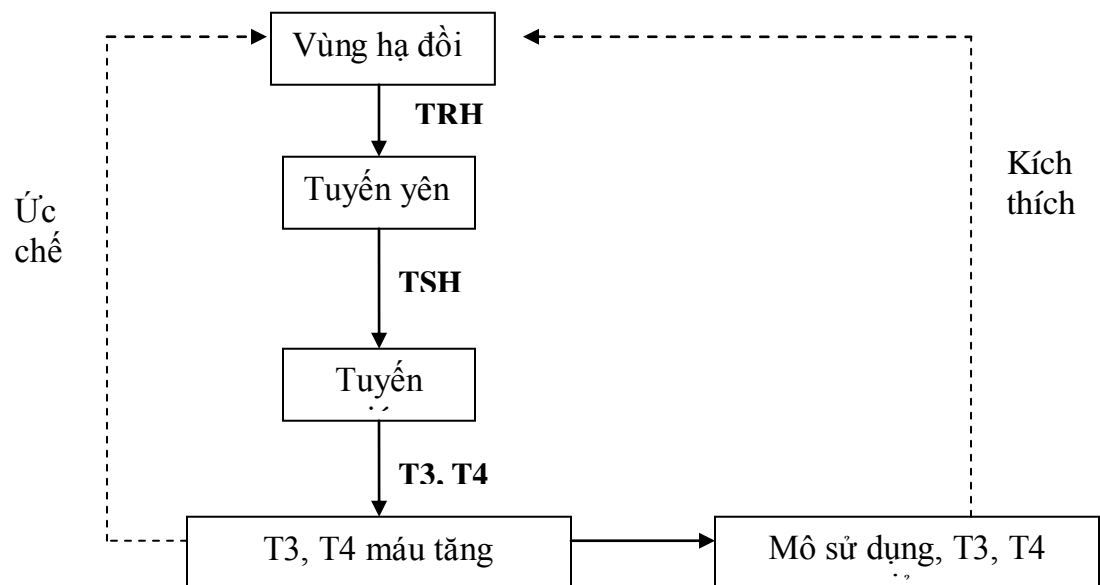 Vùng hạ đồi
TRH
Tuyến yên
Kích
thích
Ức
chế
TSH
Tuyến
T3, T4
T3, T4 máu tăng
Mô sử dụng, T3, T4